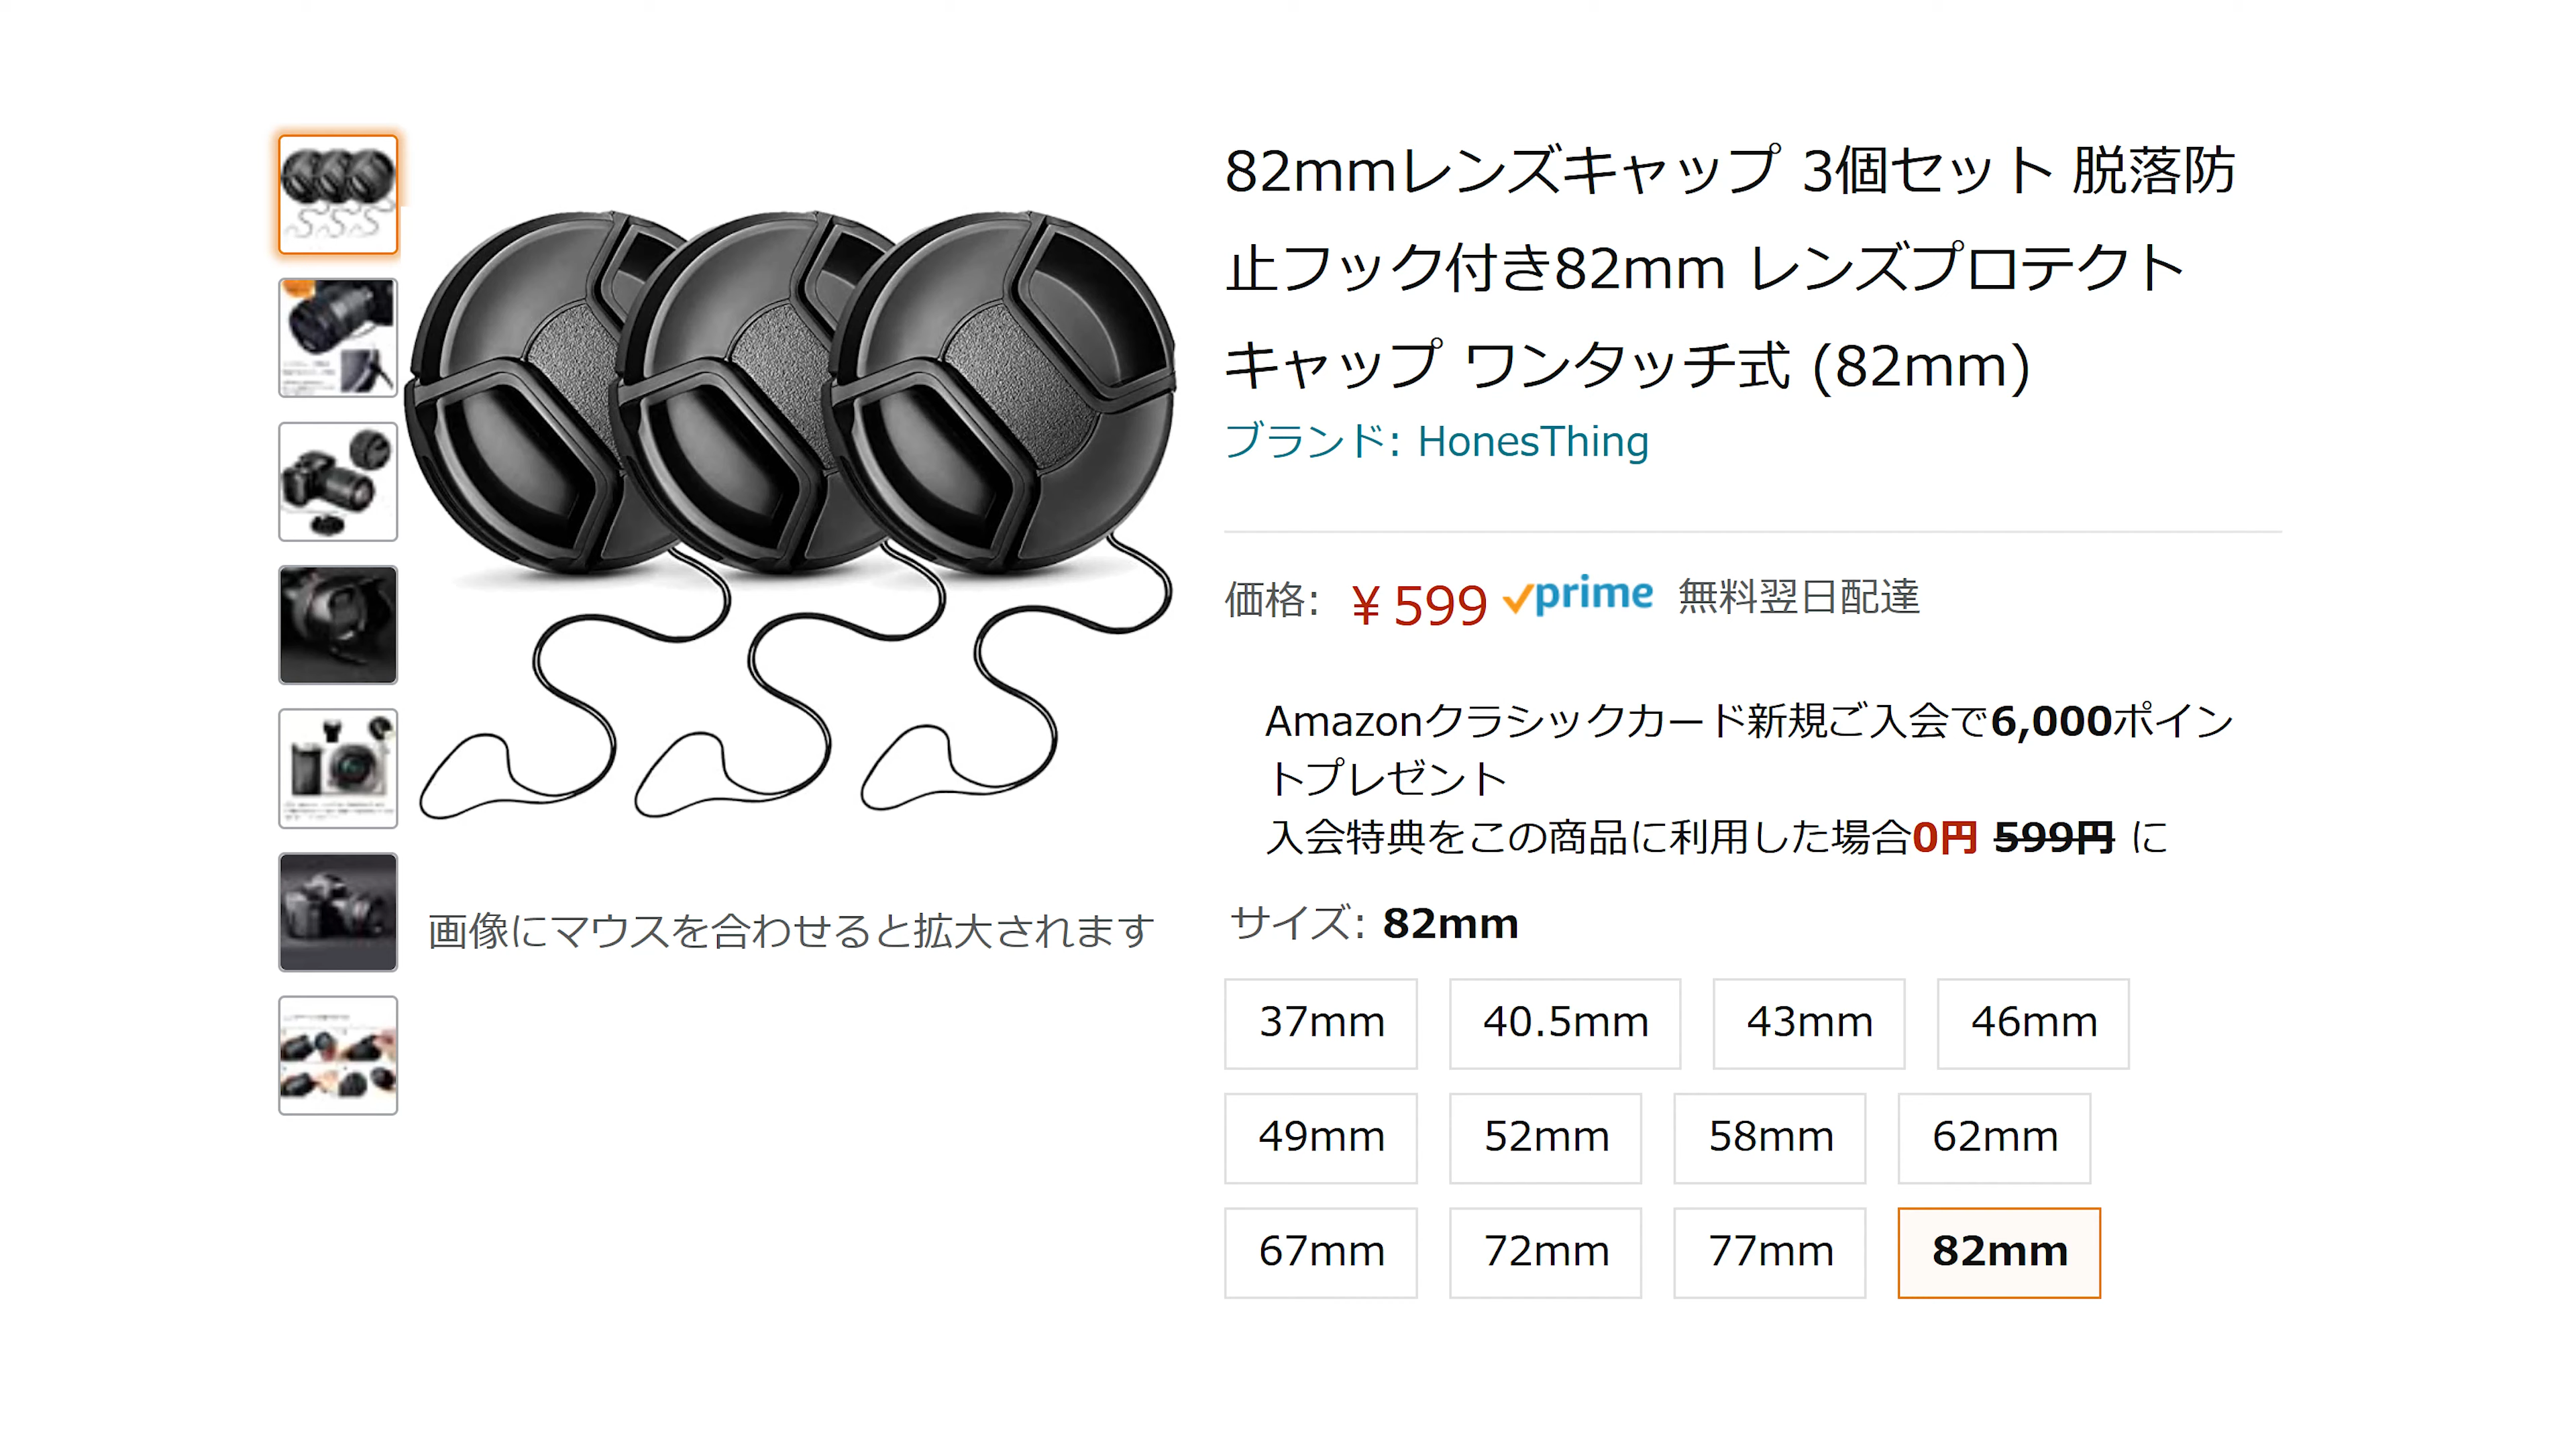 82mmレンズキャップ 3個セット 脱落防
止フック付き82mm レンズプロテクト
キャップ ワンタッチ式 (82mm)
ブランド: HonesThing
価格: ￥599 prime 無料翌日配達
Amazonクラシックカード新規ご入会で6,000ポイン
トプレゼント
入会特典をこの商品に利用した場合0円 599円 に
画像にマウスを合わせると拡大されます
サイズ: 82mm
37mm 40.5mm 43mm 46mm
49mm 52mm 58mm 62mm
67mm 72mm 77mm 82mm